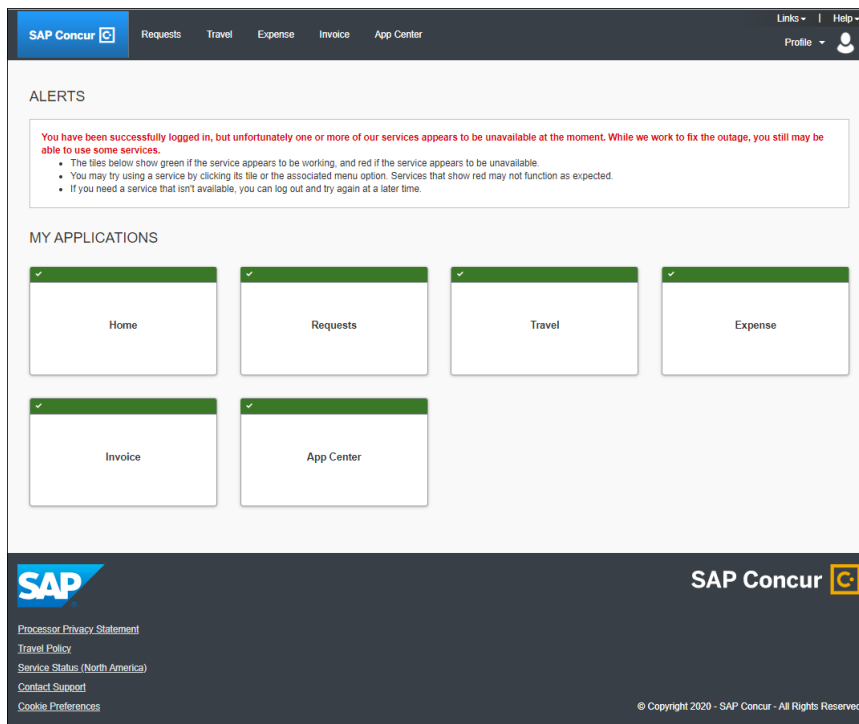 Links | Help
SAP Concur C Requests Travel Expense Invoice App Center
Profile
ALERTS
You have been successfully logged in, but unfortunately one or more of our services appears to be unavailable at the moment. While we work to fix the outage, you still may be
able to use some services.
• The tiles below show green if the service appears to be working, and red if the service appears to be unavailable.
• You may try using a service by clicking its tile or the associated menu option. Services that show red may not function as expected.
• If you need a service that isn't available, you can log out and try again at a later time.
MY APPLICATIONS
Home Requests Travel Expense
Invoice App Center
SAP
SAP Concur C
Processor Privacy Statement
Travel Policy
Service Status (North America)
Contact Support
Cookie Preferences
© Copyright 2020 - SAP Concur - All Rights Reserved